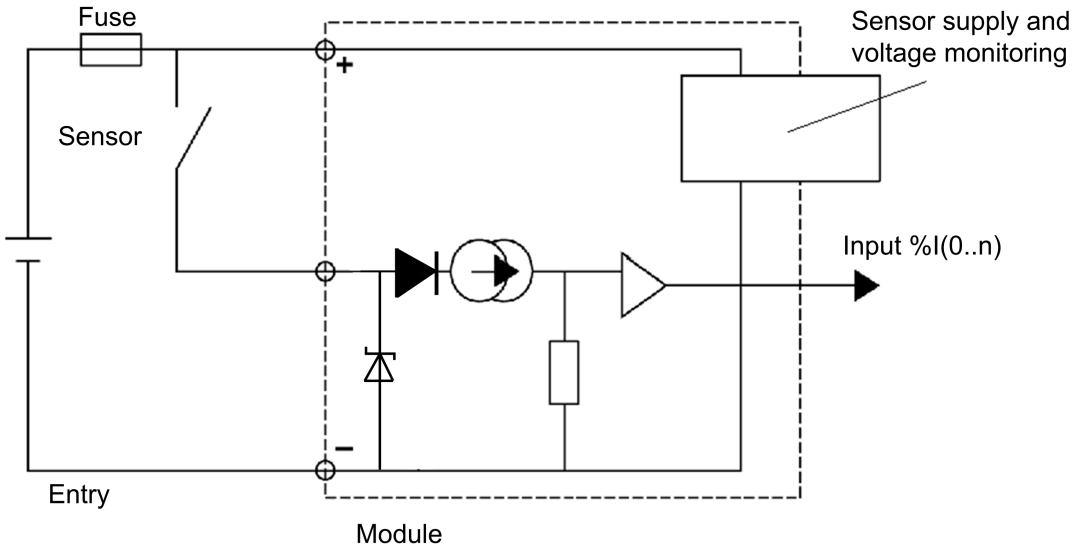 Fuse
Sensor supply and
voltage monitoring
+
Sensor
Input %I(0..n)
−
Entry
Module